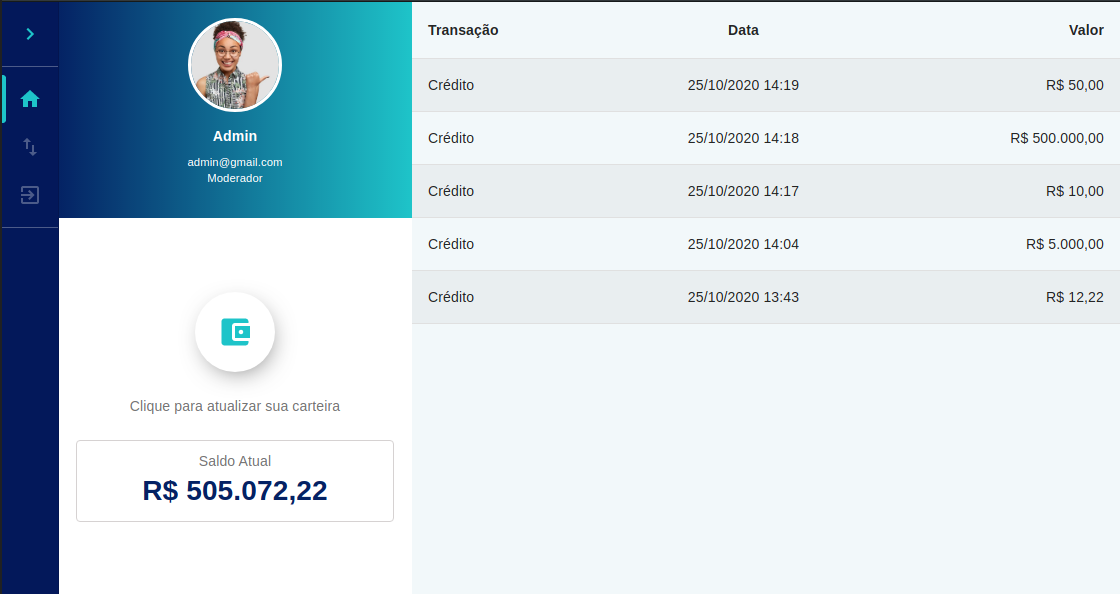 Admin
admin@gmail.com
Moderador
Clique para atualizar sua carteira
Saldo Atual
R$ 505.072,22
Transação Data Valor
Crédito 25/10/2020 14:19 R$ 50,00
Crédito 25/10/2020 14:18 R$ 500.000,00
Crédito 25/10/2020 14:17 R$ 10,00
Crédito 25/10/2020 14:04 R$ 5.000,00
Crédito 25/10/2020 13:43 R$ 12,22